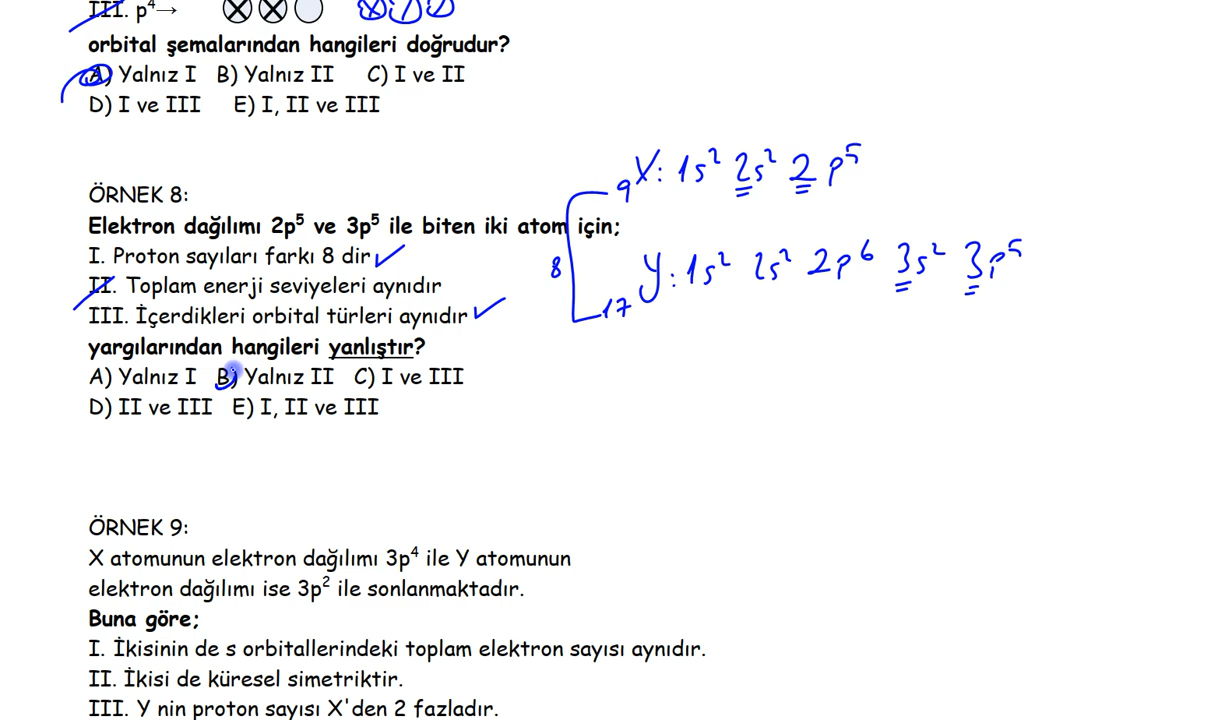 III. p⁴→
orbital şemalarından hangileri doğrudur?
A) Yalnız I B) Yalnız II C) I ve II
D) I ve III E) I, II ve III
ÖRNEK 8:
Elektron dağılımı 2p⁵ ve 3p⁵ ile biten iki atom için;
I. Proton sayıları farkı 8 dir
II. Toplam enerji seviyeleri aynıdır
III. İçerdikleri orbital türleri aynıdır
yargılarından hangileri yanlıştır?
A) Yalnız I B) Yalnız II C) I ve III
D) II ve III E) I, II ve III
₉X: 1s² 2s² 2p⁵
8
₁₇Y: 1s² 2s² 2p⁶ 3s² 3p⁵
ÖRNEK 9:
X atomunun elektron dağılımı 3p⁴ ile Y atomunun
elektron dağılımı ise 3p² ile sonlanmaktadır.
Buna göre;
I. İkisinin de s orbitallerindeki toplam elektron sayısı aynıdır.
II. İkisi de küresel simetriktir.
III. Y nin proton sayısı X'den 2 fazladır.